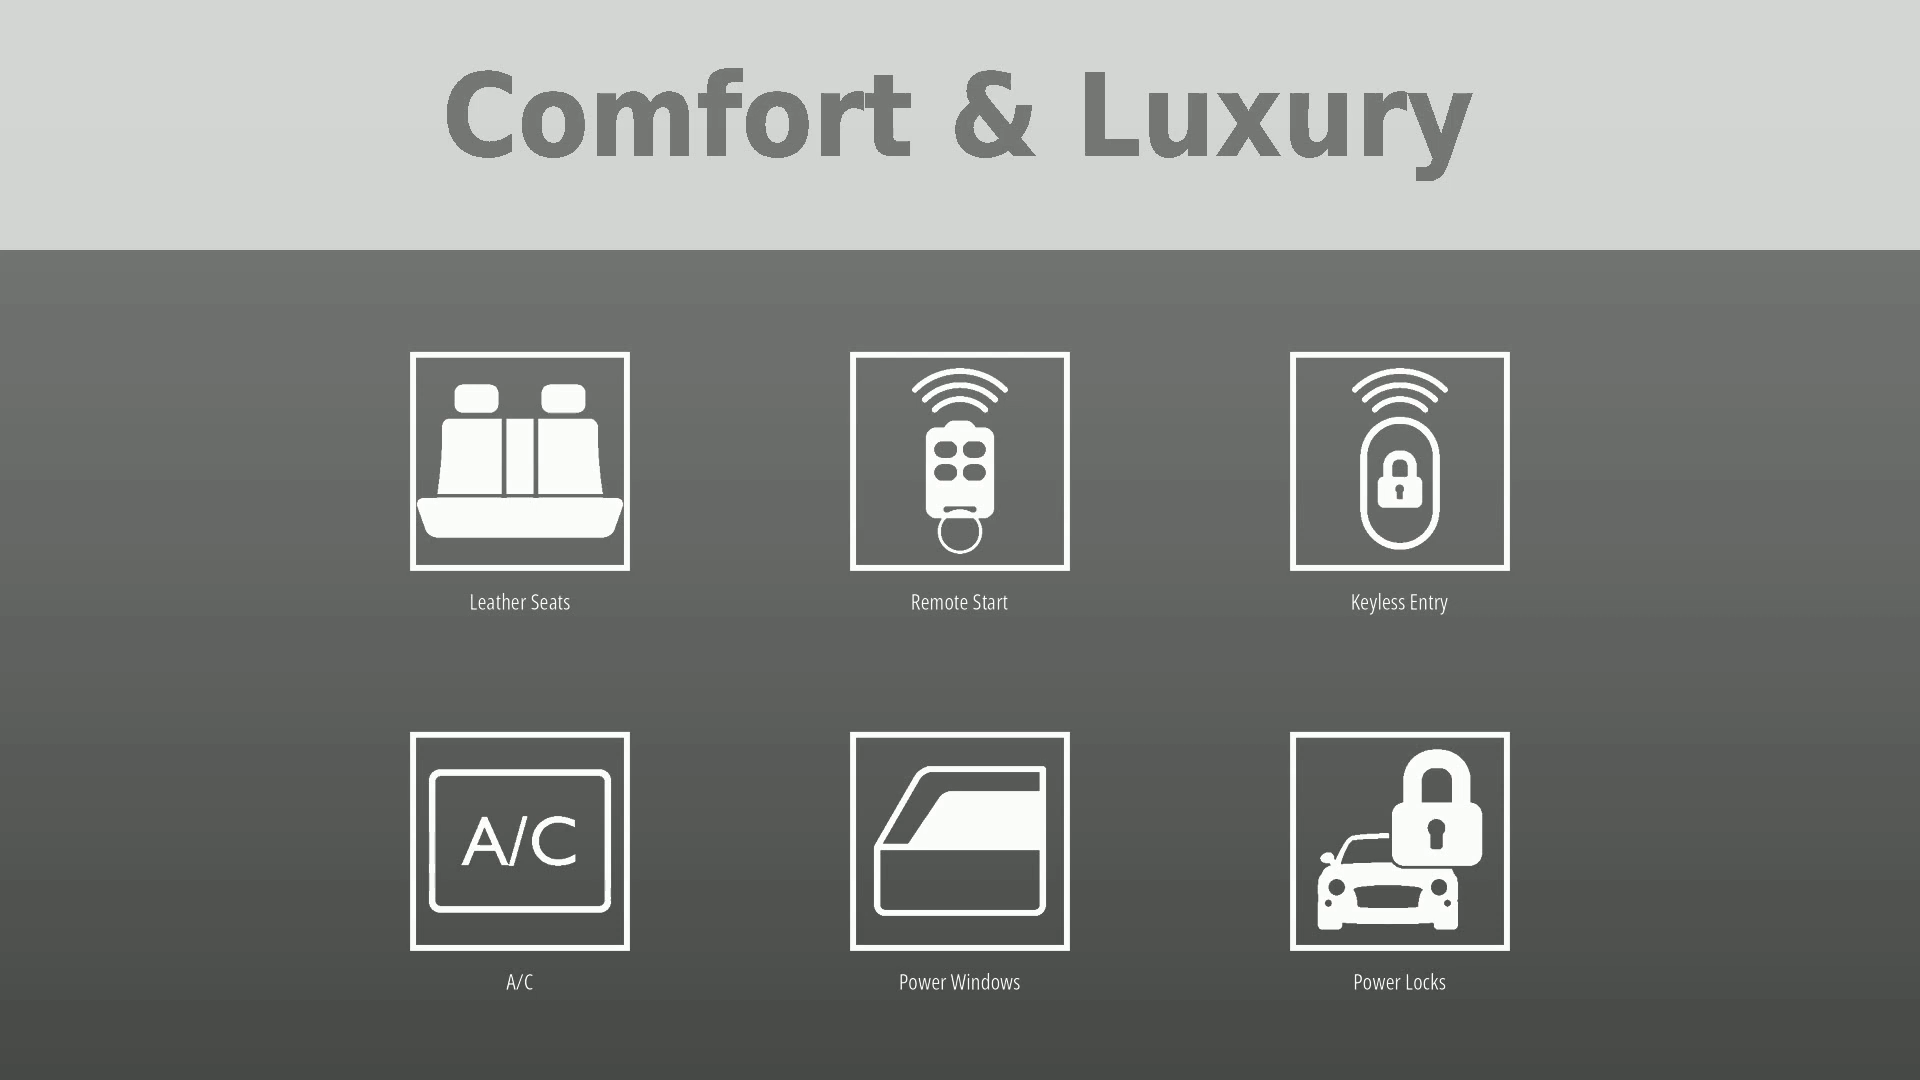 Comfort & Luxury
Leather Seats
Remote Start
Keyless Entry
A/C
A/C
Power Windows
Power Locks